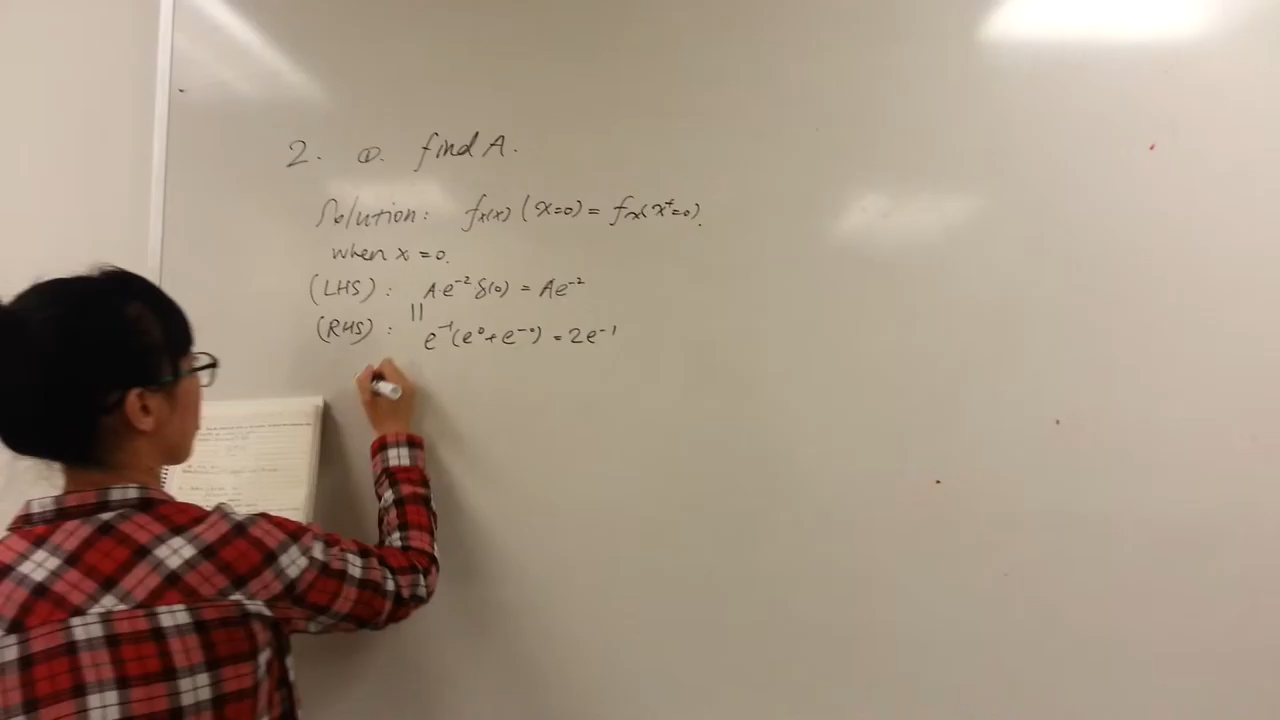 2. ①. find A.
Solution: fx(x) (x=0) = fx(x⁺=0).
when x = 0.
(LHS): A·e⁻² δ(0) = Ae⁻²
||
(RHS): e⁻¹(e⁰+e⁻⁰) = 2e⁻¹